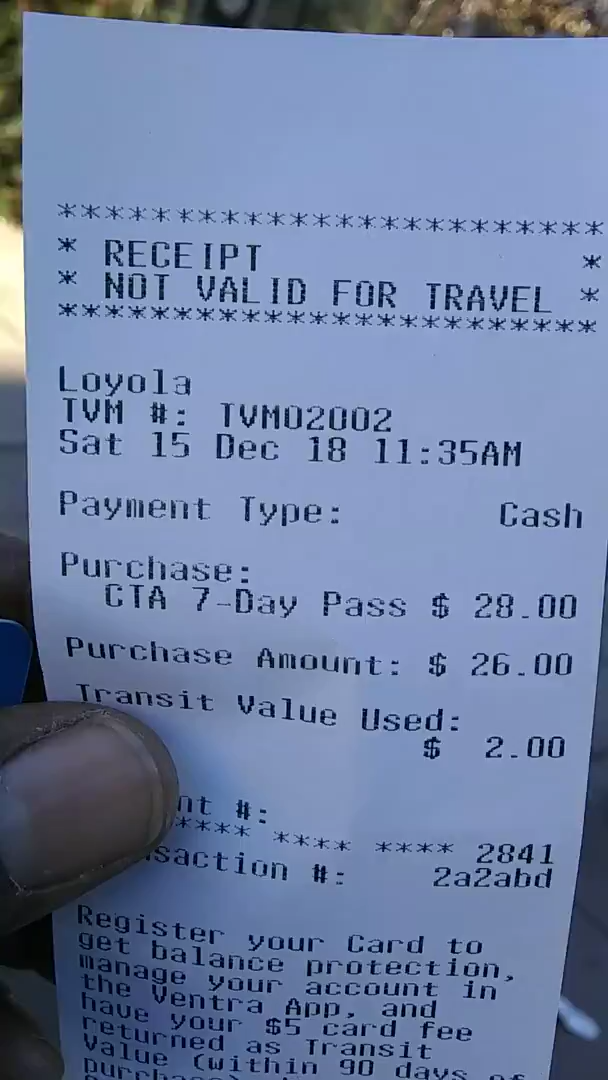 ************************
* RECEIPT *
* NOT VALID FOR TRAVEL *
************************
Loyola
TVM #: TVM02002
Sat 15 Dec 18 11:35AM
Payment Type: Cash
Purchase:
CTA 7-Day Pass $ 28.00
Purchase Amount: $ 26.00
Transit Value Used:
$ 2.00
nt #:
**** **** **** 2841
saction #: 2a2abd
Register your Card to
get balance protection,
manage your account in
the Ventra App, and
have your $5 card fee
returned as Transit
Value (within 90 days of
purchase)